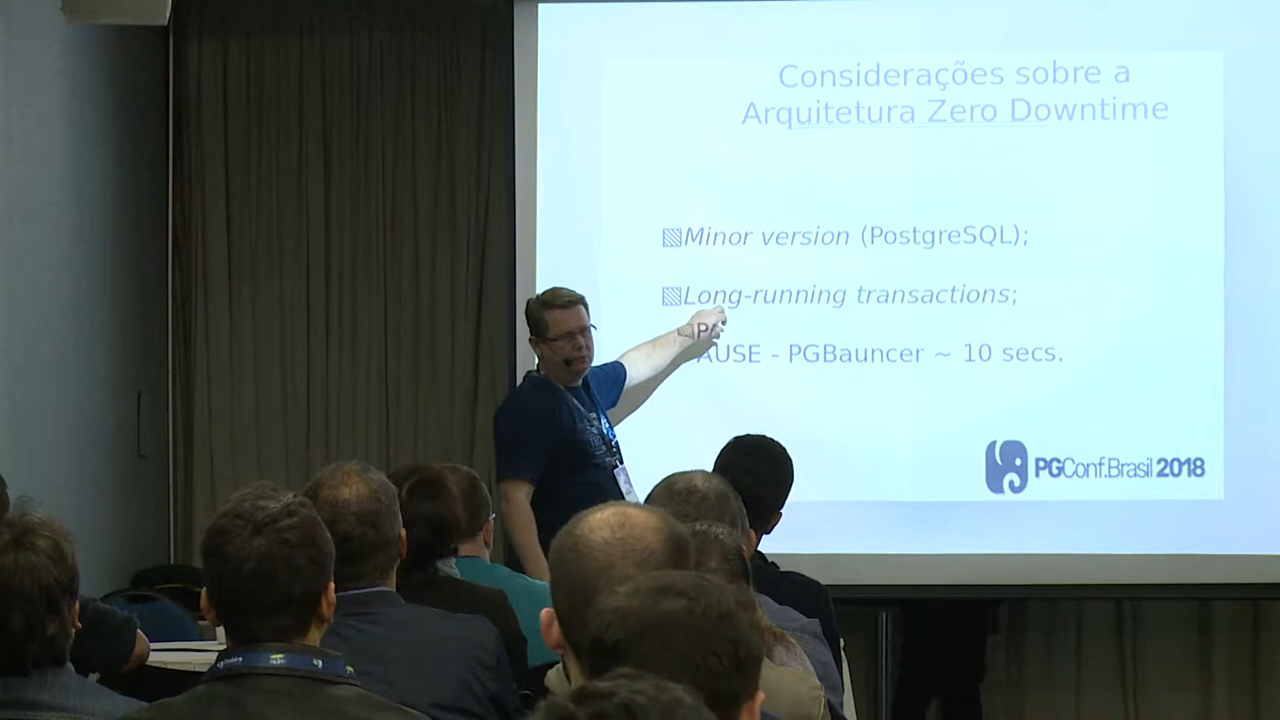 Considerações sobre a
Arquitetura Zero Downtime
Minor version (PostgreSQL);
Long-running transactions;
AUSE - PGBauncer ~ 10 secs.
PGConf.Brasil 2018